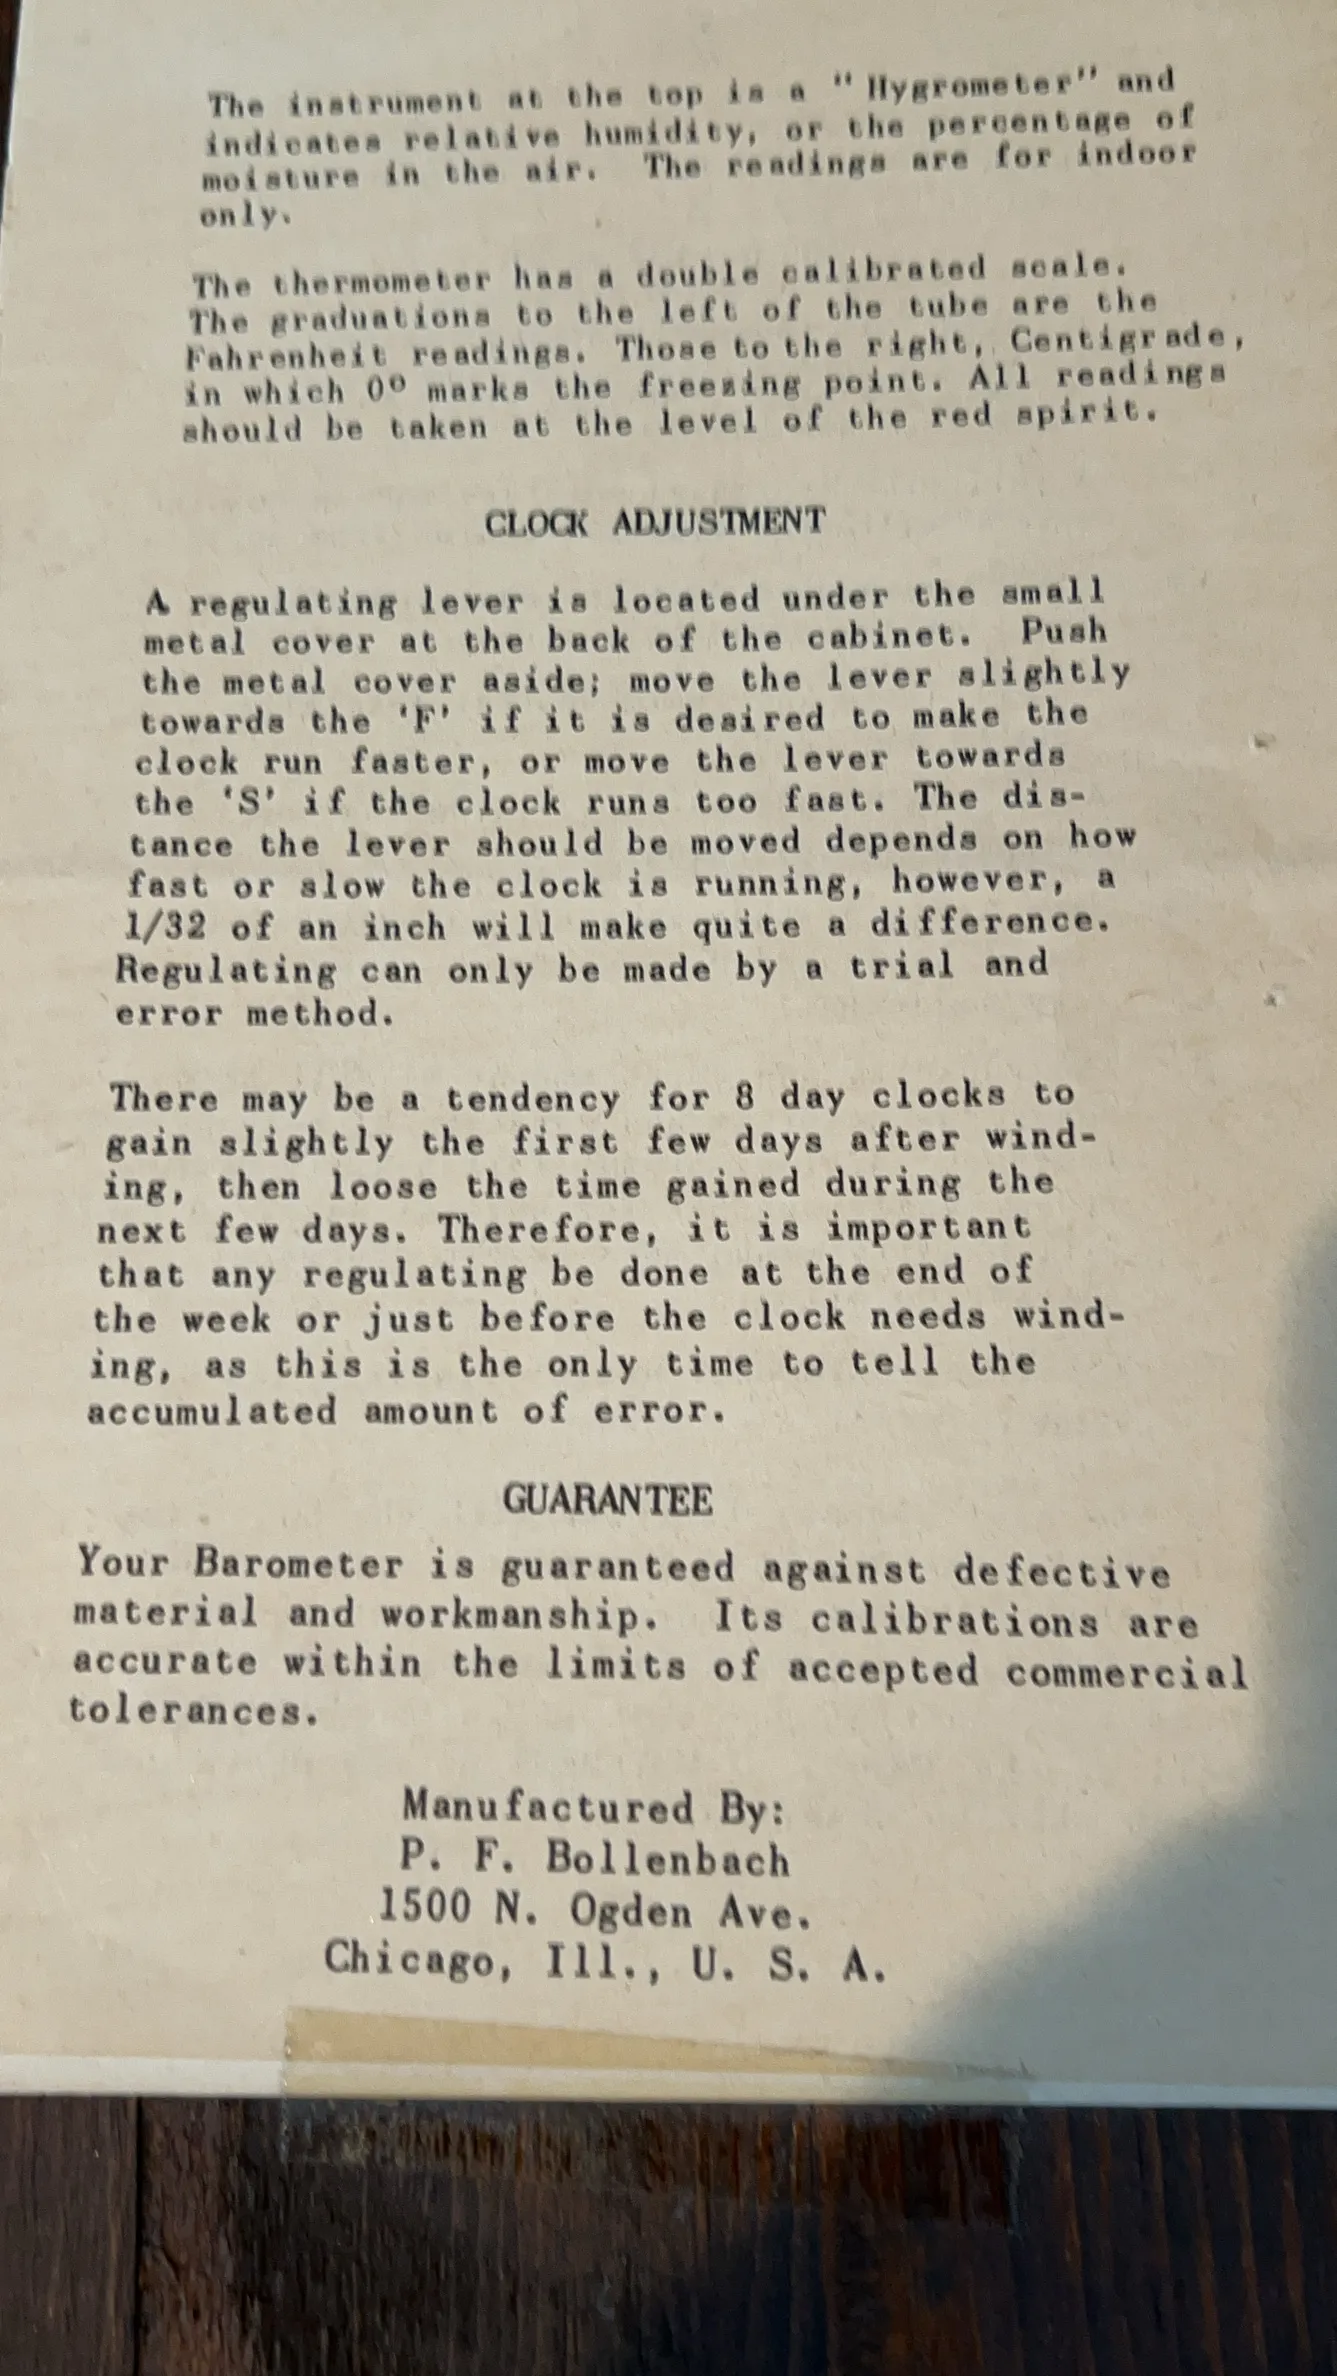 The instrument at the top is a "Hygrometer" and
indicates relative humidity, or the percentage of
moisture in the air. The readings are for indoor
only.
The thermometer has a double calibrated scale.
The graduations to the left of the tube are the
Fahrenheit readings. Those to the right, Centigrade,
in which 0° marks the freezing point. All readings
should be taken at the level of the red spirit.
CLOCK ADJUSTMENT
A regulating lever is located under the small
metal cover at the back of the cabinet. Push
the metal cover aside; move the lever slightly
towards the 'F' if it is desired to make the
clock run faster, or move the lever towards
the 'S' if the clock runs too fast. The dis-
tance the lever should be moved depends on how
fast or slow the clock is running, however, a
1/32 of an inch will make quite a difference.
Regulating can only be made by a trial and
error method.
There may be a tendency for 8 day clocks to
gain slightly the first few days after wind-
ing, then loose the time gained during the
next few days. Therefore, it is important
that any regulating be done at the end of
the week or just before the clock needs wind-
ing, as this is the only time to tell the
accumulated amount of error.
GUARANTEE
Your Barometer is guaranteed against defective
material and workmanship. Its calibrations are
accurate within the limits of accepted commercial
tolerances.
Manufactured By:
P. F. Bollenbach
1500 N. Ogden Ave.
Chicago, Ill., U. S. A.